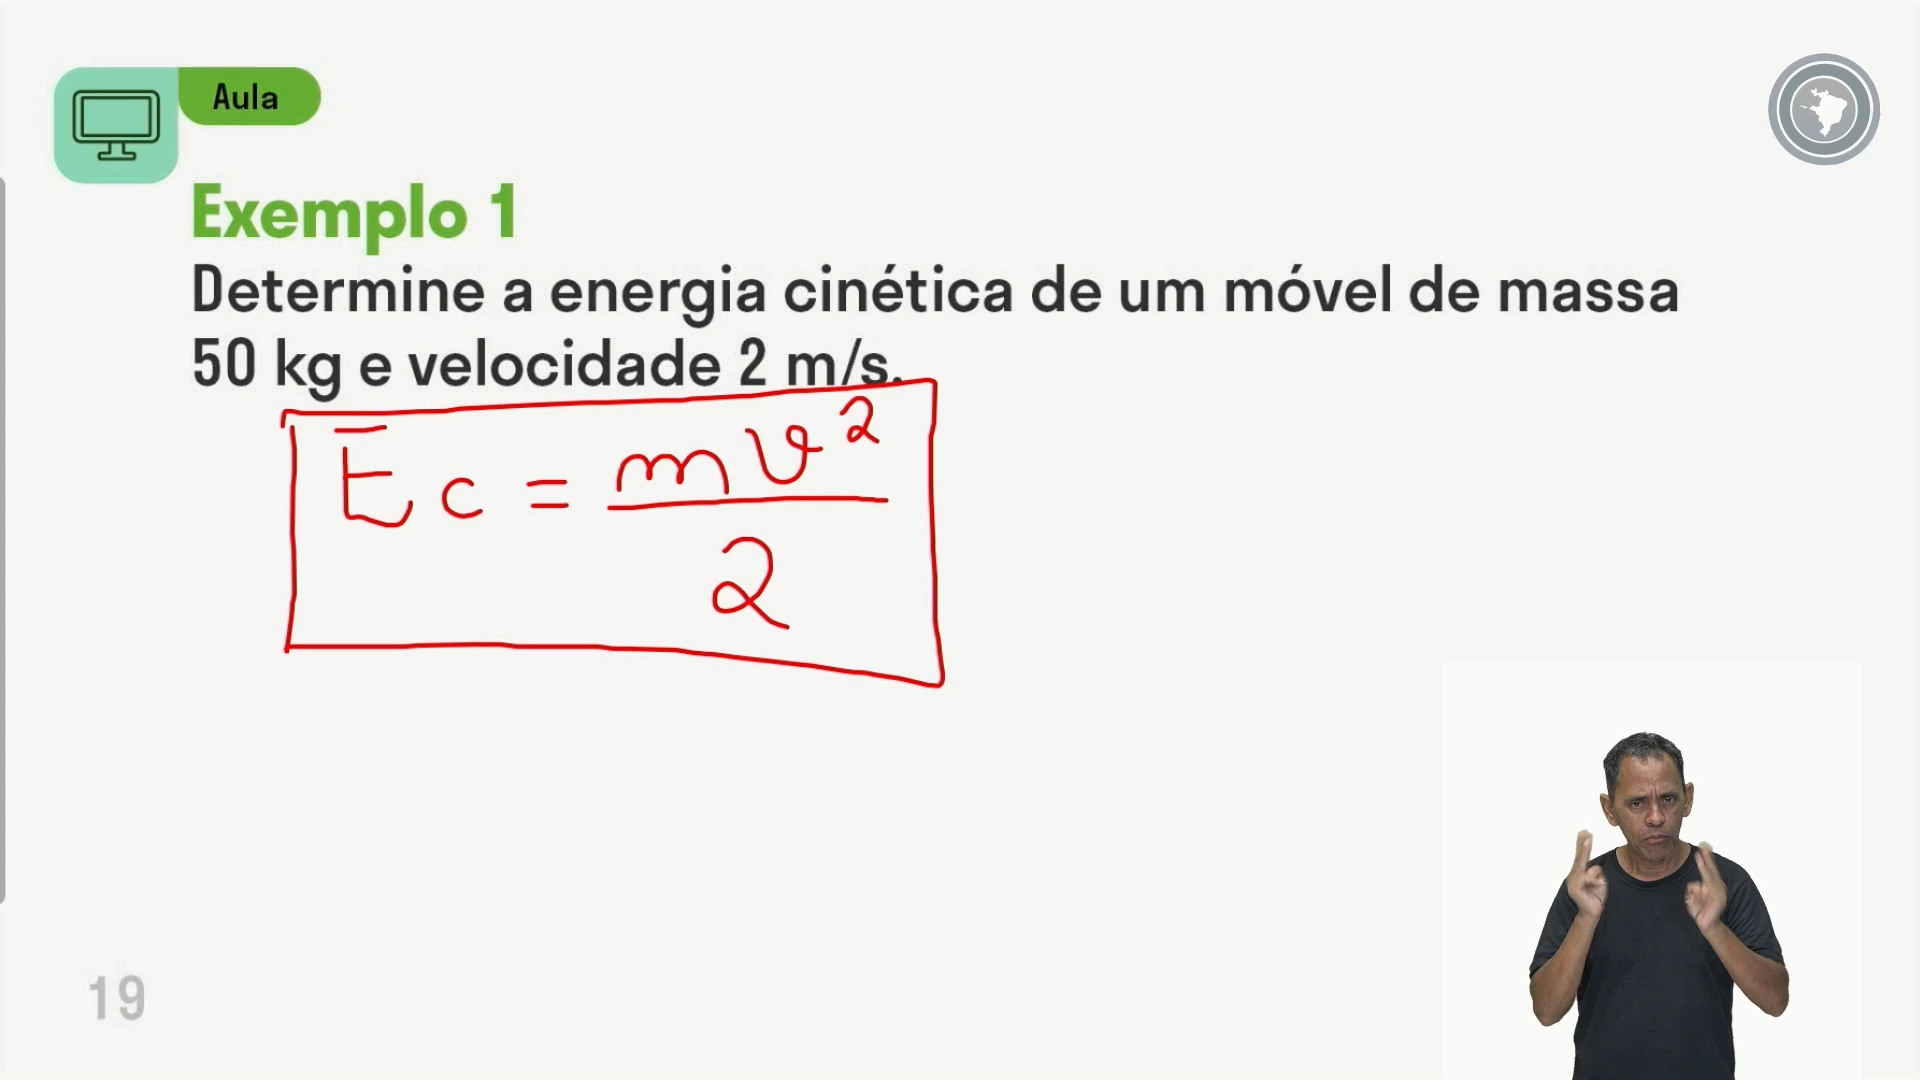 Aula
Exemplo 1
Determine a energia cinética de um móvel de massa
50 kg e velocidade 2 m/s.
Ec = mv²
2
19